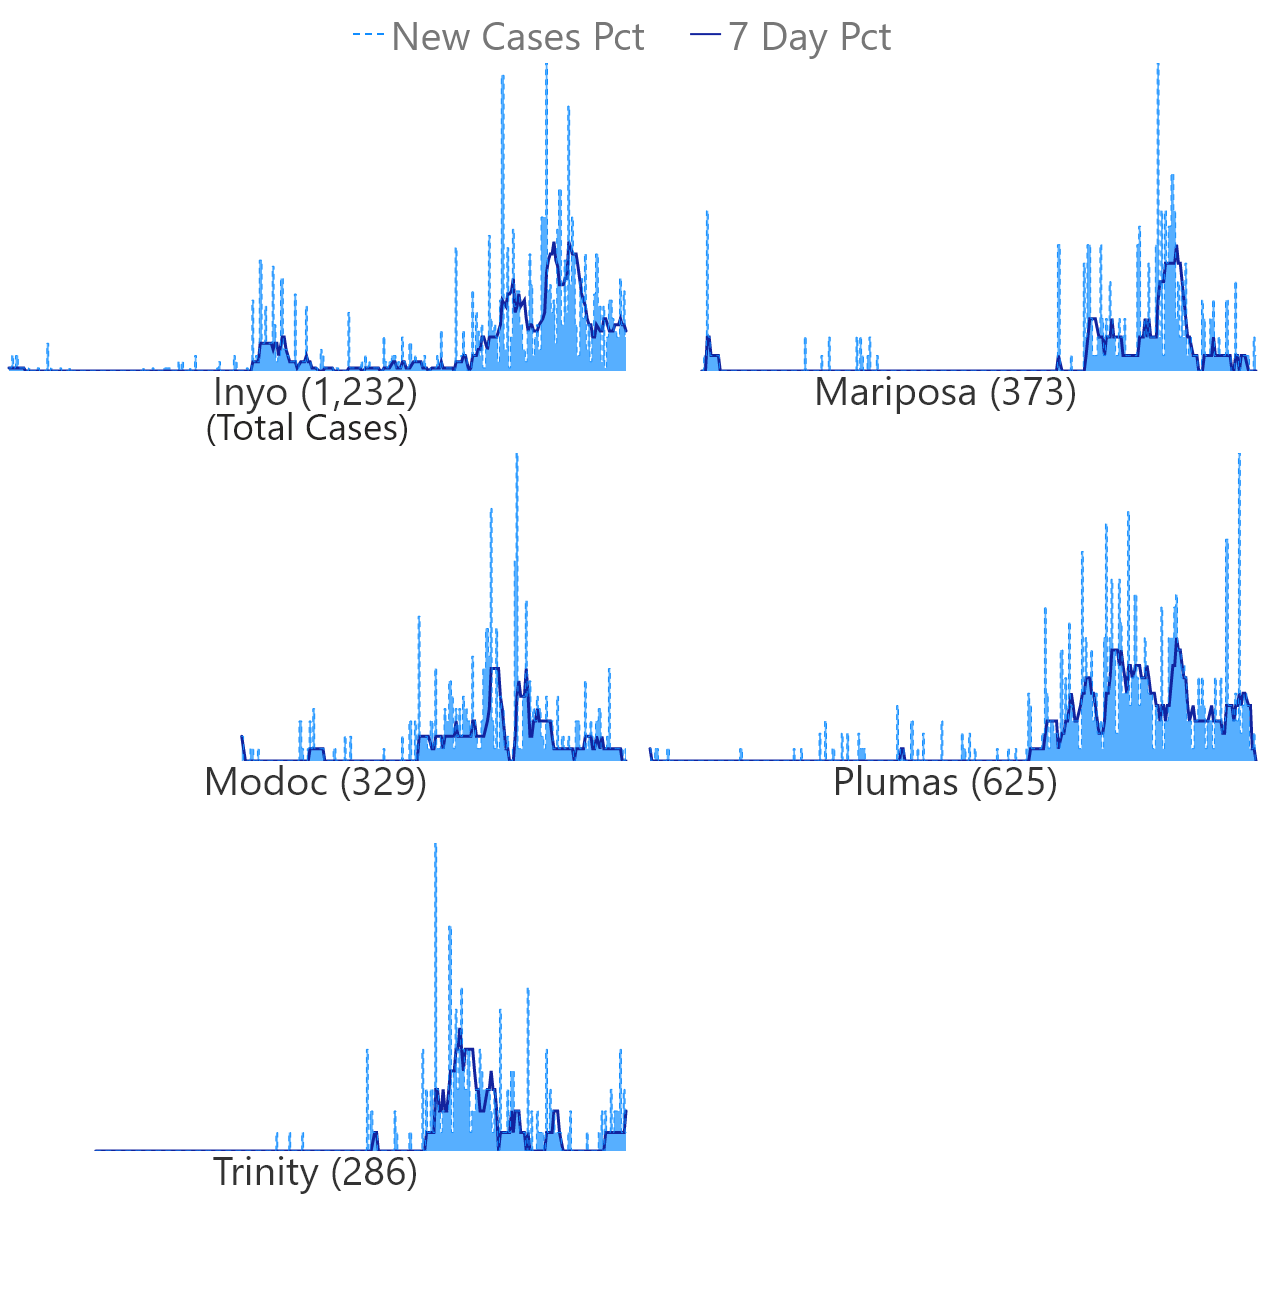 New Cases Pct 7 Day Pct
Inyo (1,232) Mariposa (373)
(Total Cases)
Modoc (329) Plumas (625)
Trinity (286)